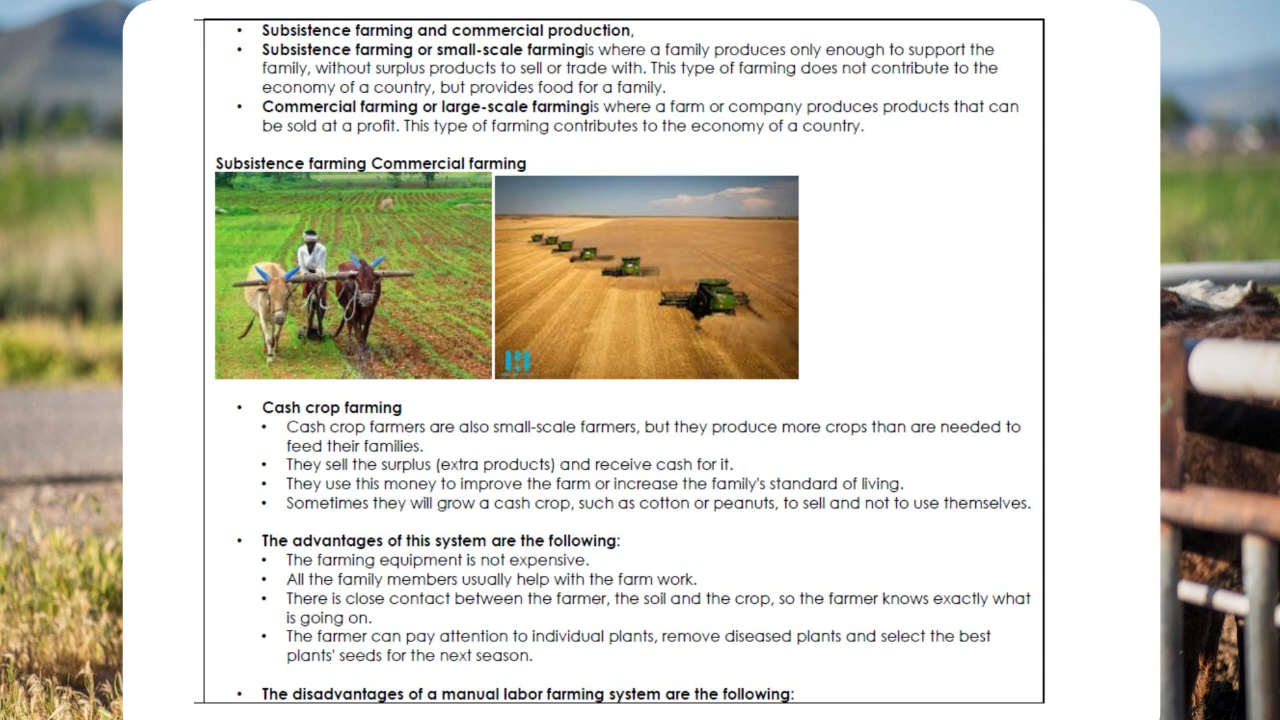 • Subsistence farming and commercial production,
• Subsistence farming or small-scale farmingis where a family produces only enough to support the
family, without surplus products to sell or trade with. This type of farming does not contribute to the
economy of a country, but provides food for a family.
• Commercial farming or large-scale farmingis where a farm or company produces products that can
be sold at a profit. This type of farming contributes to the economy of a country.
Subsistence farming Commercial farming
• Cash crop farming
• Cash crop farmers are also small-scale farmers, but they produce more crops than are needed to
feed their families.
• They sell the surplus (extra products) and receive cash for it.
• They use this money to improve the farm or increase the family's standard of living.
• Sometimes they will grow a cash crop, such as cotton or peanuts, to sell and not to use themselves.
• The advantages of this system are the following:
• The farming equipment is not expensive.
• All the family members usually help with the farm work.
• There is close contact between the farmer, the soil and the crop, so the farmer knows exactly what
is going on.
• The farmer can pay attention to individual plants, remove diseased plants and select the best
plants' seeds for the next season.
• The disadvantages of a manual labor farming system are the following: